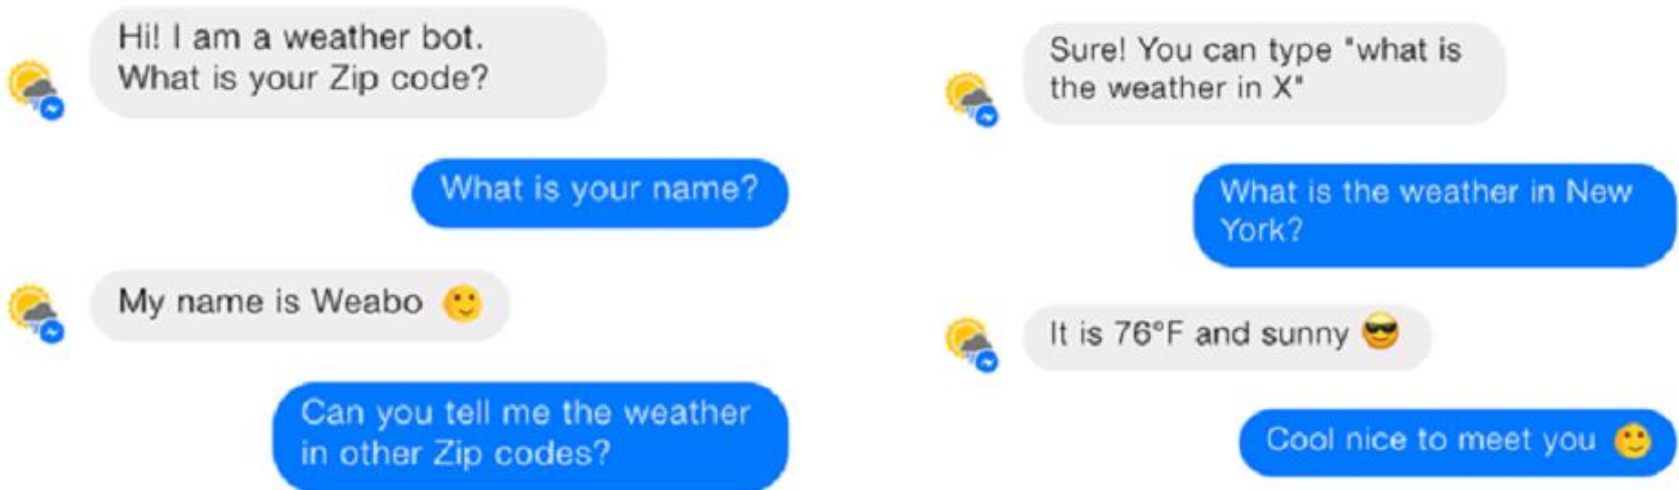 Hi! I am a weather bot.
What is your Zip code?
What is your name?
My name is Weabo 🙂
Can you tell me the weather
in other Zip codes?
Sure! You can type "what is
the weather in X"
What is the weather in New
York?
It is 76°F and sunny 😎
Cool nice to meet you 🙂